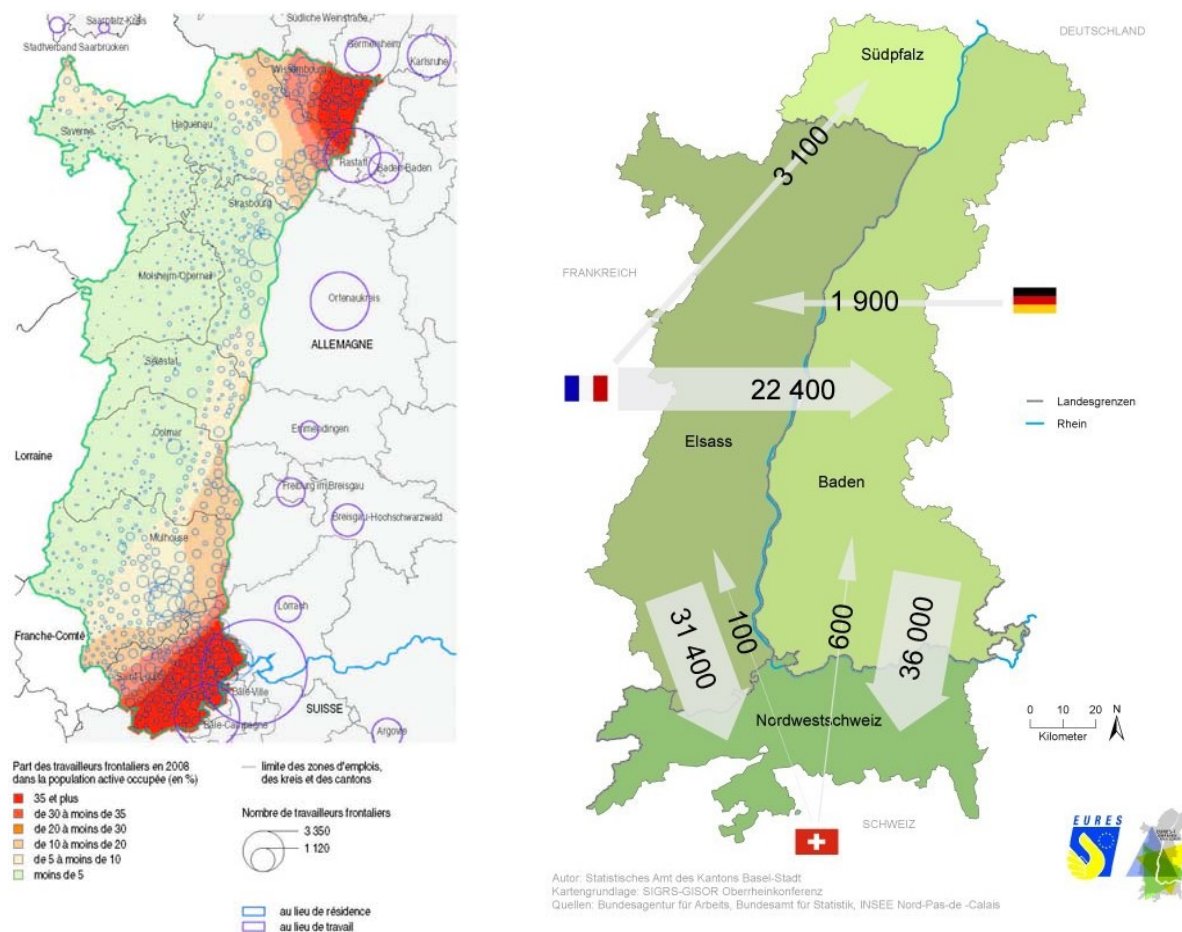 Saarpfalz-Kreis
Stadtverband Saarbrücken
Südliche Weinstraße
Germersheim
Karlsruhe
Wissembourg
Saverne
Haguenau
Rastatt
Baden-Baden
Strasbourg
Molsheim-Obernai
Ortenaukreis
ALLEMAGNE
Sélestat
Colmar
Emmendingen
Lorraine
Freiburg im Breisgau
Breisgau-Hochschwarzwald
Mulhouse
Lörrach
Franche-Comté
Saint-Louis
Bâle-Ville
SUISSE
Bâle-Campagne
Argovie
Part des travailleurs frontaliers en 2008
dans la population active occupée (en %)
35 et plus
de 30 à moins de 35
de 20 à moins de 30
de 10 à moins de 20
de 5 à moins de 10
moins de 5
limite des zones d'emplois,
des kreis et des cantons
Nombre de travailleurs frontaliers
3 350
1 120
au lieu de résidence
au lieu de travail
DEUTSCHLAND
Südpfalz
3 100
FRANKREICH
1 900
22 400
Landesgrenzen
Rhein
Elsass
Baden
31 400
100
600
36 000
Nordwestschweiz
0 10 20
Kilometer
N
SCHWEIZ
EURES
Autor: Statistisches Amt des Kantons Basel-Stadt
Kartengrundlage: SIGRS-GISOR Oberrheinkonferenz
Quellen: Bundesagentur für Arbeits, Bundesamt für Statistik, INSEE Nord-Pas-de -Calais